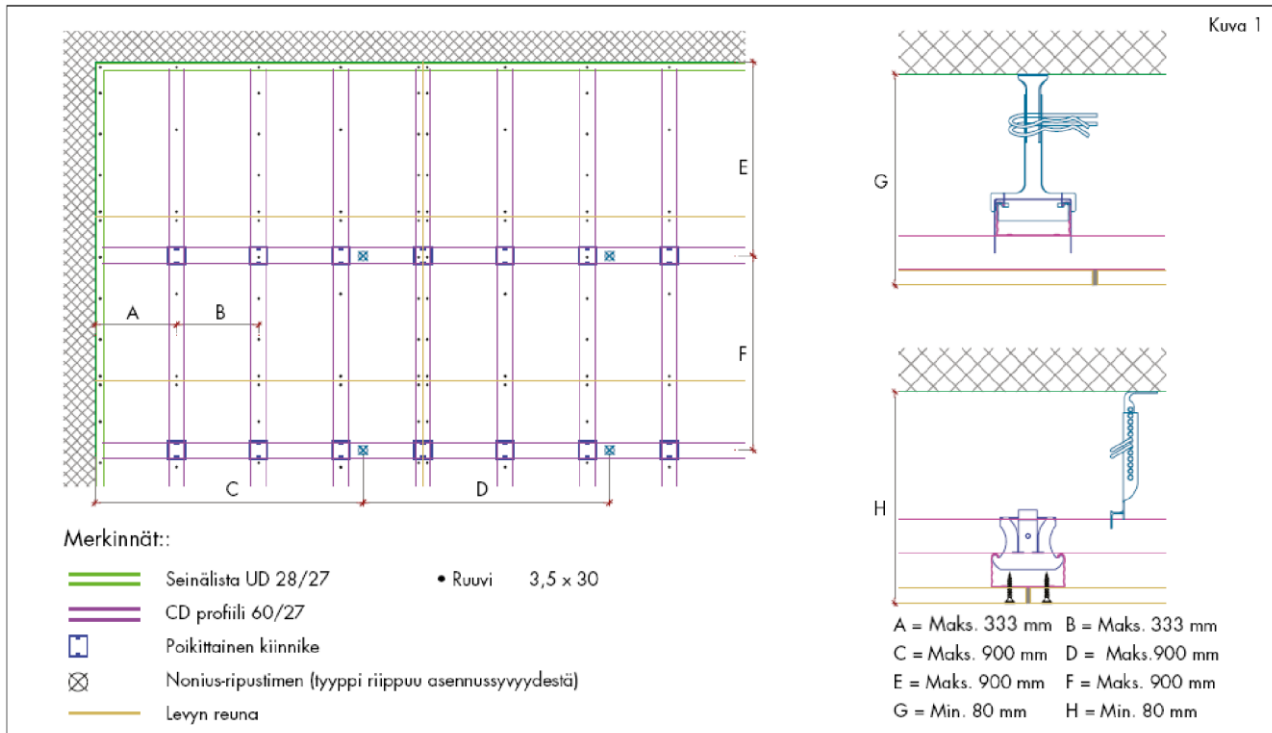 Kuva 1
E
G
A
B
F
C
D
H
Merkinnät::
Seinälista UD 28/27
• Ruuvi 3,5 x 30
CD profiili 60/27
Poikittainen kiinnike
Nonius-ripustimen (tyyppi riippuu asennussyvyydestä)
Levyn reuna
A = Maks. 333 mm B = Maks. 333 mm
C = Maks. 900 mm D = Maks.900 mm
E = Maks. 900 mm F = Maks. 900 mm
G = Min. 80 mm H = Min. 80 mm